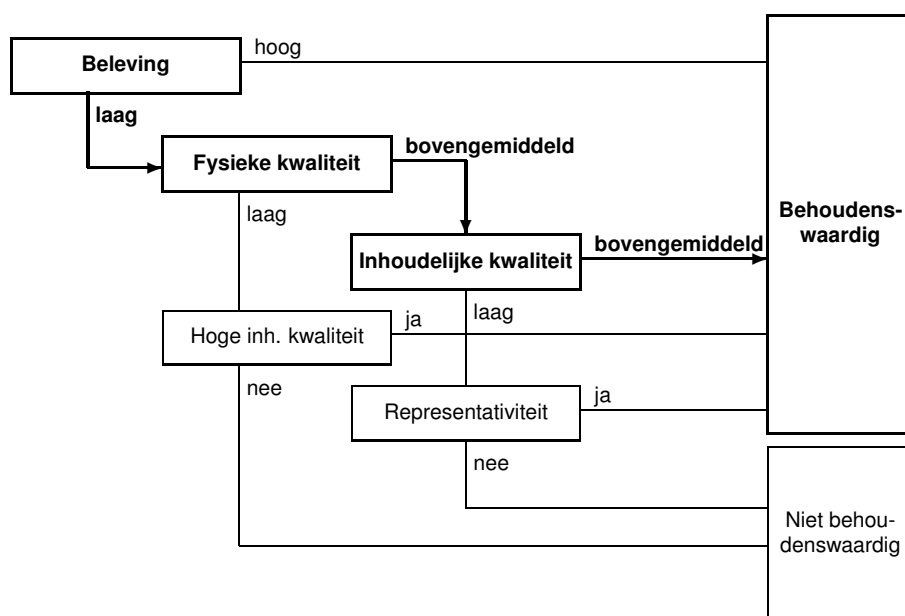 hoog
Beleving
laag
bovengemiddeld
Fysieke kwaliteit
laag
Behoudens-
waardig
bovengemiddeld
Inhoudelijke kwaliteit
laag
ja
Hoge inh. kwaliteit
nee
ja
Representativiteit
nee
Niet behou-
denswaardig